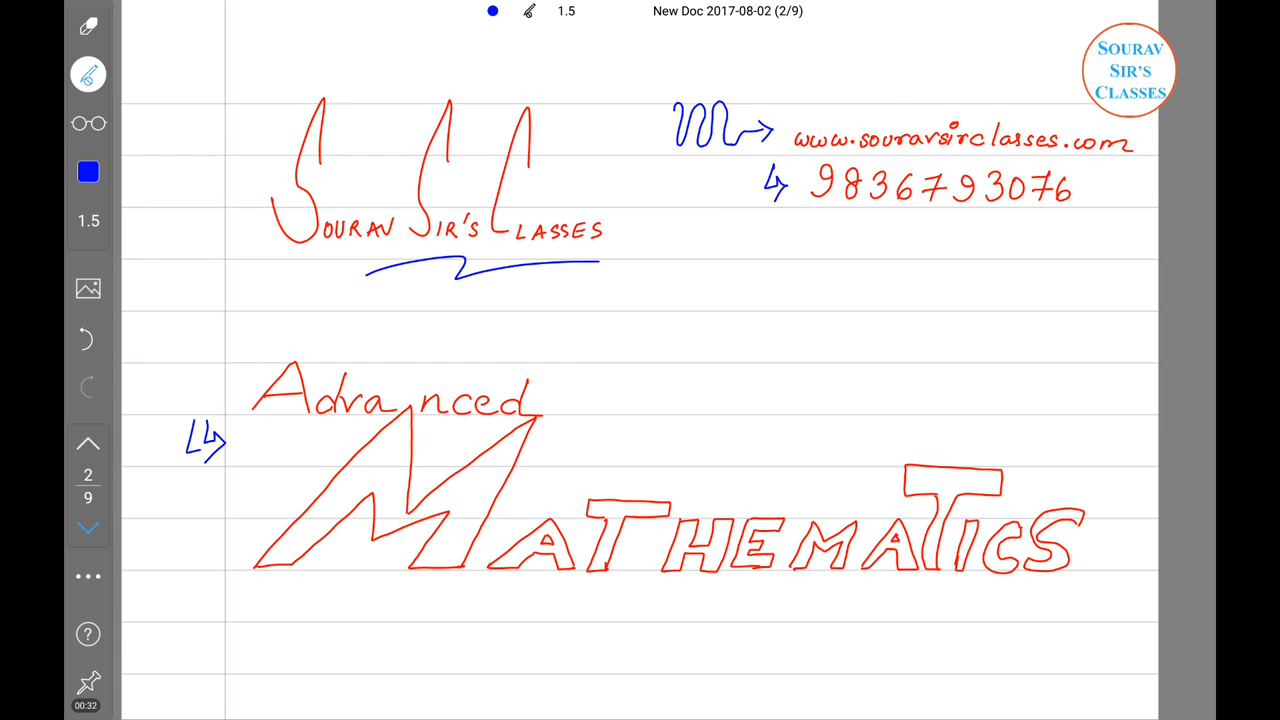 1.5 New Doc 2017-08-02 (2/9)
SOURAV
SIR'S
CLASSES
www.souravsirclasses.com
9836793076
SOURAV SIR'S CLASSES
1.5
Advanced
MATHEMATICS
2
9
?
00:32